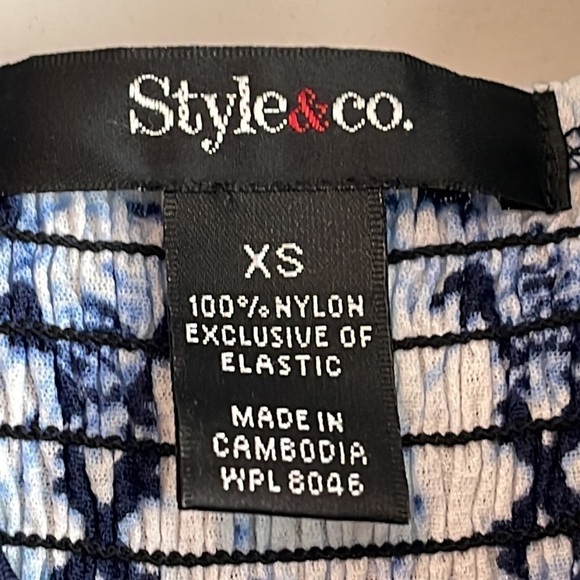 Style&co.
XS
100% NYLON
EXCLUSIVE OF
ELASTIC
MADE IN
CAMBODIA
WPL 8046